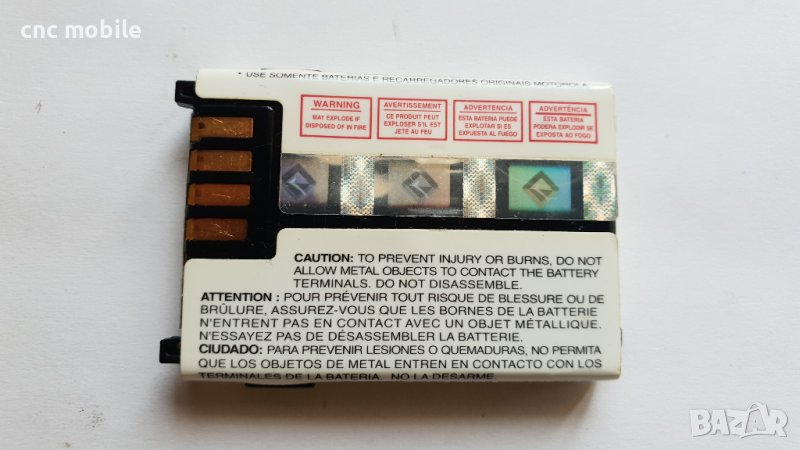 cnc mobile
• USE SOMENTE BATERIAS E RECARREGADORES ORIGINAIS MOTOROLA
WARNING
MAY EXPLODE IF
DISPOSED OF IN FIRE
AVERTISSEMENT
CE PRODUIT PEUT
EXPLOSER S'IL EST
JETÉ AU FEU
ADVERTENCIA
ESTA BATERIA PUEDE
EXPLOTAR SI ES
EXPUESTA AL FUEGO
ADVERTÊNCIA
ESTA BATERIA
PODERA EXPLODIR SE
EXPOSTA AO FOGO
CAUTION: TO PREVENT INJURY OR BURNS, DO NOT
ALLOW METAL OBJECTS TO CONTACT THE BATTERY
TERMINALS. DO NOT DISASSEMBLE.
ATTENTION : POUR PRÉVENIR TOUT RISQUE DE BLESSURE OU DE
BRÛLURE, ASSUREZ-VOUS QUE LES BORNES DE LA BATTERIE
N'ENTRENT PAS EN CONTACT AVEC UN OBJET MÉTALLIQUE.
N'ESSAYEZ PAS DE DÉSASSEMBLER LA BATTERIE.
CIUDADO: PARA PREVENIR LESIONES O QUEMADURAS, NO PERMITA
QUE LOS OBJETOS DE METAL ENTREN EN CONTACTO CON LOS
TERMINALES DE LA BATERIA. NO LA DESARME.
BAZAR